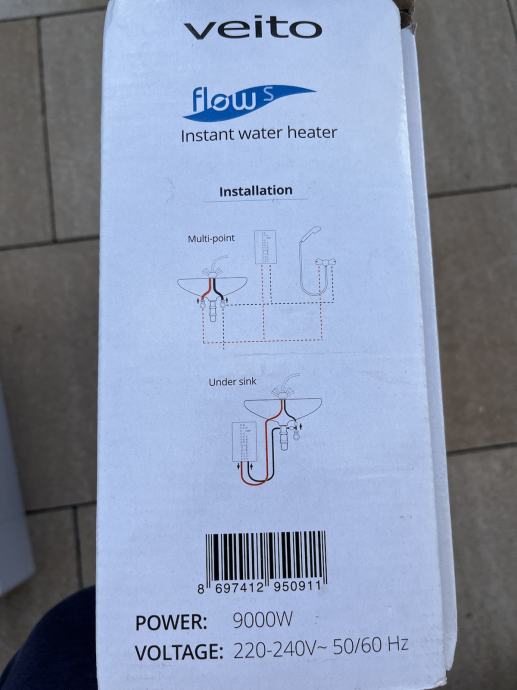 veito
flow S
Instant water heater
Installation
Multi-point
Under sink
8 697412 950911
POWER: 9000W
VOLTAGE: 220-240V~ 50/60 Hz